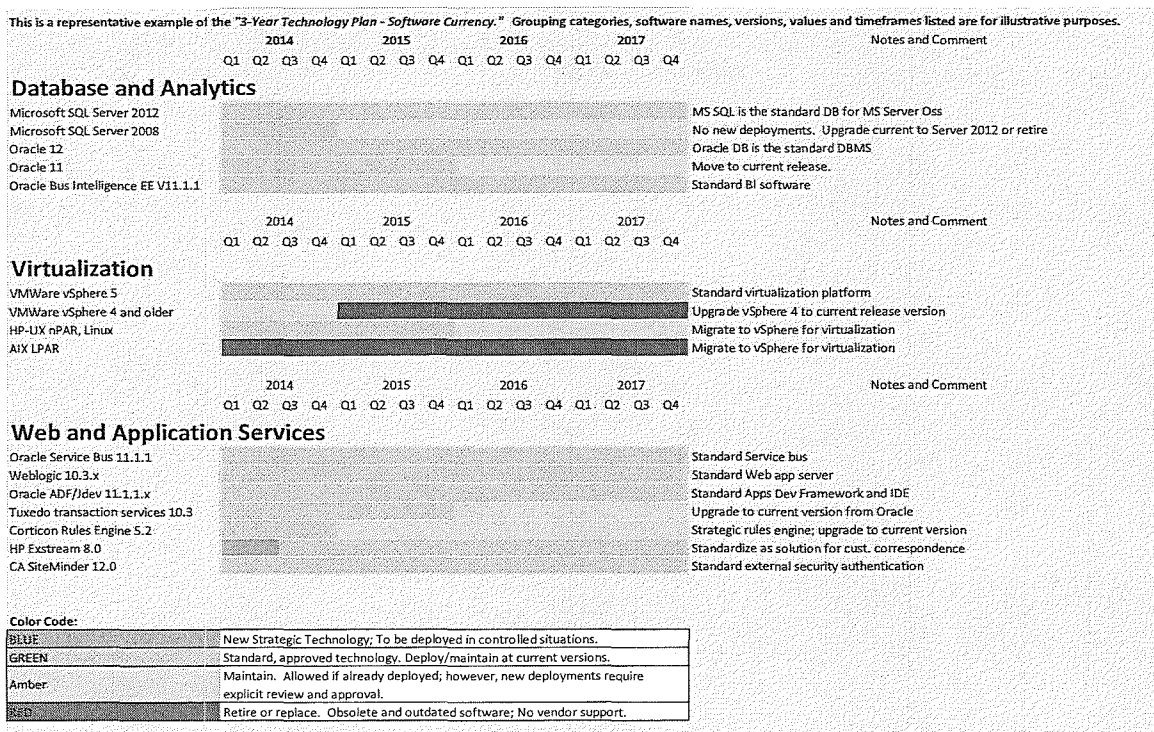 This is a representative example of the "3-Year Technology Plan - Software Currency." Grouping categories, software names, versions, values and timeframes listed are for illustrative purposes.
2014 2015 2016 2017 Notes and Comment
Q1 Q2 Q3 Q4 Q1 Q2 Q3 Q4 Q1 Q2 Q3 Q4 Q1 Q2 Q3 Q4
Database and Analytics
Microsoft SQL Server 2012 MS SQL is the standard DB for MS Server Oss
Microsoft SQL Server 2008 No new deployments. Upgrade current to Server 2012 or retire
Oracle 12 Oracle DB is the standard DBMS
Oracle 11 Move to current release.
Oracle Bus Intelligence EE V11.1.1 Standard BI software
2014 2015 2016 2017 Notes and Comment
Q1 Q2 Q3 Q4 Q1 Q2 Q3 Q4 Q1 Q2 Q3 Q4 Q1 Q2 Q3 Q4
Virtualization
VMWare vSphere 5 Standard virtualization platform
VMWare vSphere 4 and older Upgrade vSphere 4 to current release version
HP-UX nPAR, Linux Migrate to vSphere for virtualization
AIX LPAR Migrate to vSphere for virtualization
2014 2015 2016 2017 Notes and Comment
Q1 Q2 Q3 Q4 Q1 Q2 Q3 Q4 Q1 Q2 Q3 Q4 Q1. Q2 Q3 Q4
Web and Application Services
Oracle Service Bus 11.1.1 Standard Service bus
Weblogic 10.3.x Standard Web app server
Oracle ADF/Jdev 11.1.1.x Standard Apps Dev Framework and IDE
Tuxedo transaction services 10.3 Upgrade to current version from Oracle
Corticon Rules Engine 5.2 Strategic rules engine; upgrade to current version
HP Exstream 8.0 Standardize as solution for cust. correspondence
CA SiteMinder 12.0 Standard external security authentication
Color Code:
BLUE New Strategic Technology; To be deployed in controlled situations.
GREEN Standard, approved technology. Deploy/maintain at current versions.
Amber Maintain. Allowed if already deployed; however, new deployments require
explicit review and approval.
RED Retire or replace. Obsolete and outdated software; No vendor support.